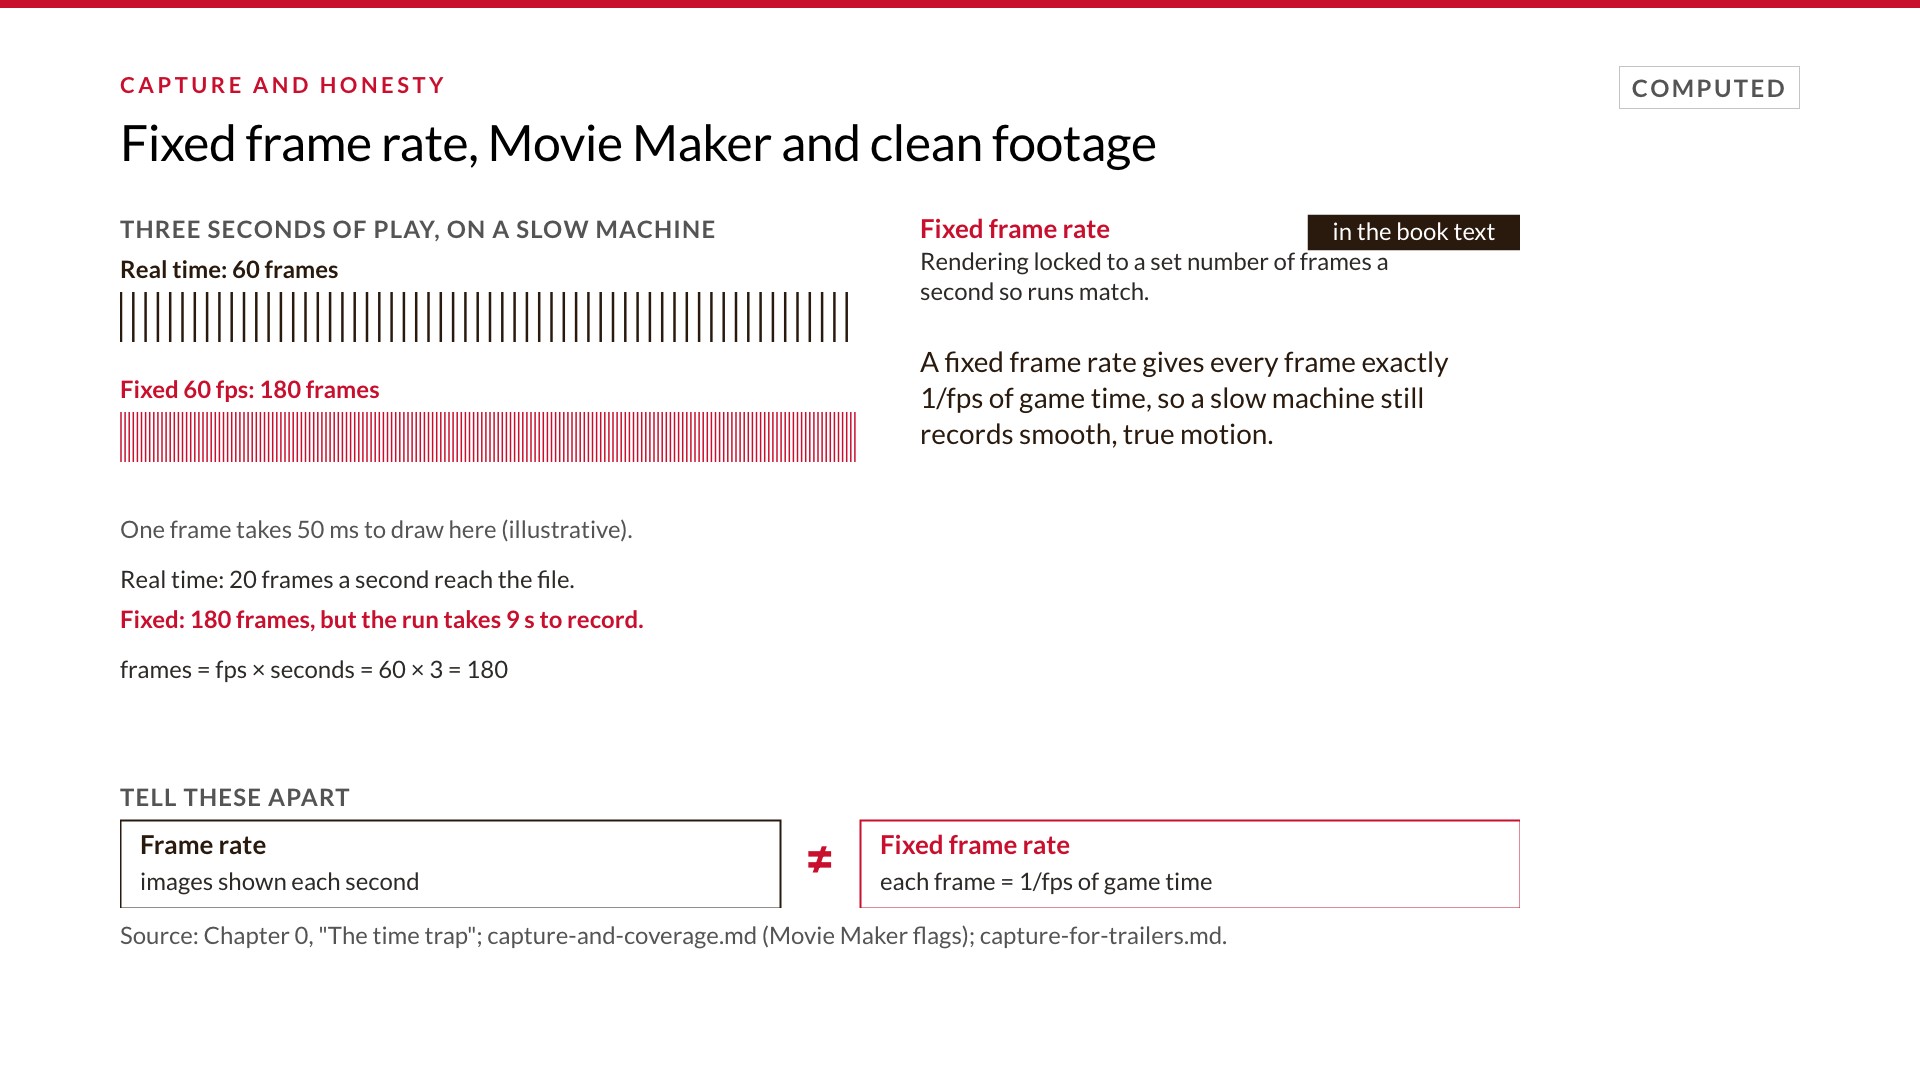 CAPTURE AND HONESTY
COMPUTED
Fixed frame rate, Movie Maker and clean footage
THREE SECONDS OF PLAY, ON A SLOW MACHINE
Real time: 60 frames
Fixed 60 fps: 180 frames
One frame takes 50 ms to draw here (illustrative).
Real time: 20 frames a second reach the file.
Fixed: 180 frames, but the run takes 9 s to record.
frames = fps × seconds = 60 × 3 = 180
Fixed frame rate
in the book text
Rendering locked to a set number of frames a
second so runs match.
A fixed frame rate gives every frame exactly
1/fps of game time, so a slow machine still
records smooth, true motion.
TELL THESE APART
Frame rate
images shown each second
≠
Fixed frame rate
each frame = 1/fps of game time
Source: Chapter 0, "The time trap"; capture-and-coverage.md (Movie Maker flags); capture-for-trailers.md.